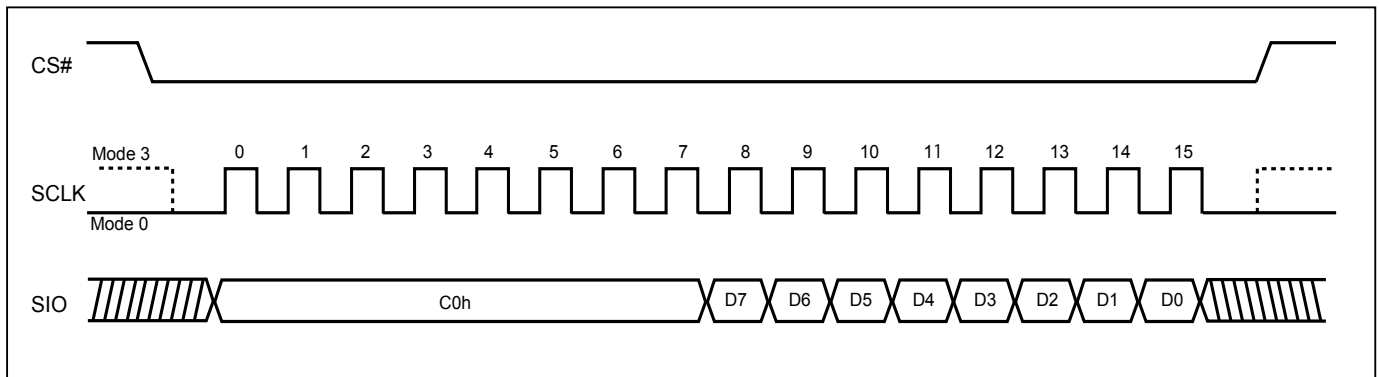 CS#
Mode 3
0 1 2 3 4 5 6 7 8 9 10 11 12 13 14 15
SCLK
Mode 0
SIO
C0h D7 D6 D5 D4 D3 D2 D1 D0